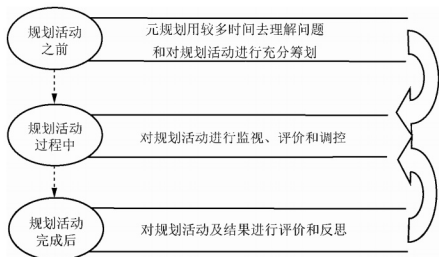 规划活动
之前
元规划用较多时间去理解问题
和对规划活动进行充分筹划
规划活动
过程中
对规划活动进行监视、评价和调控
规划活动
完成后
对规划活动及结果进行评价和反思